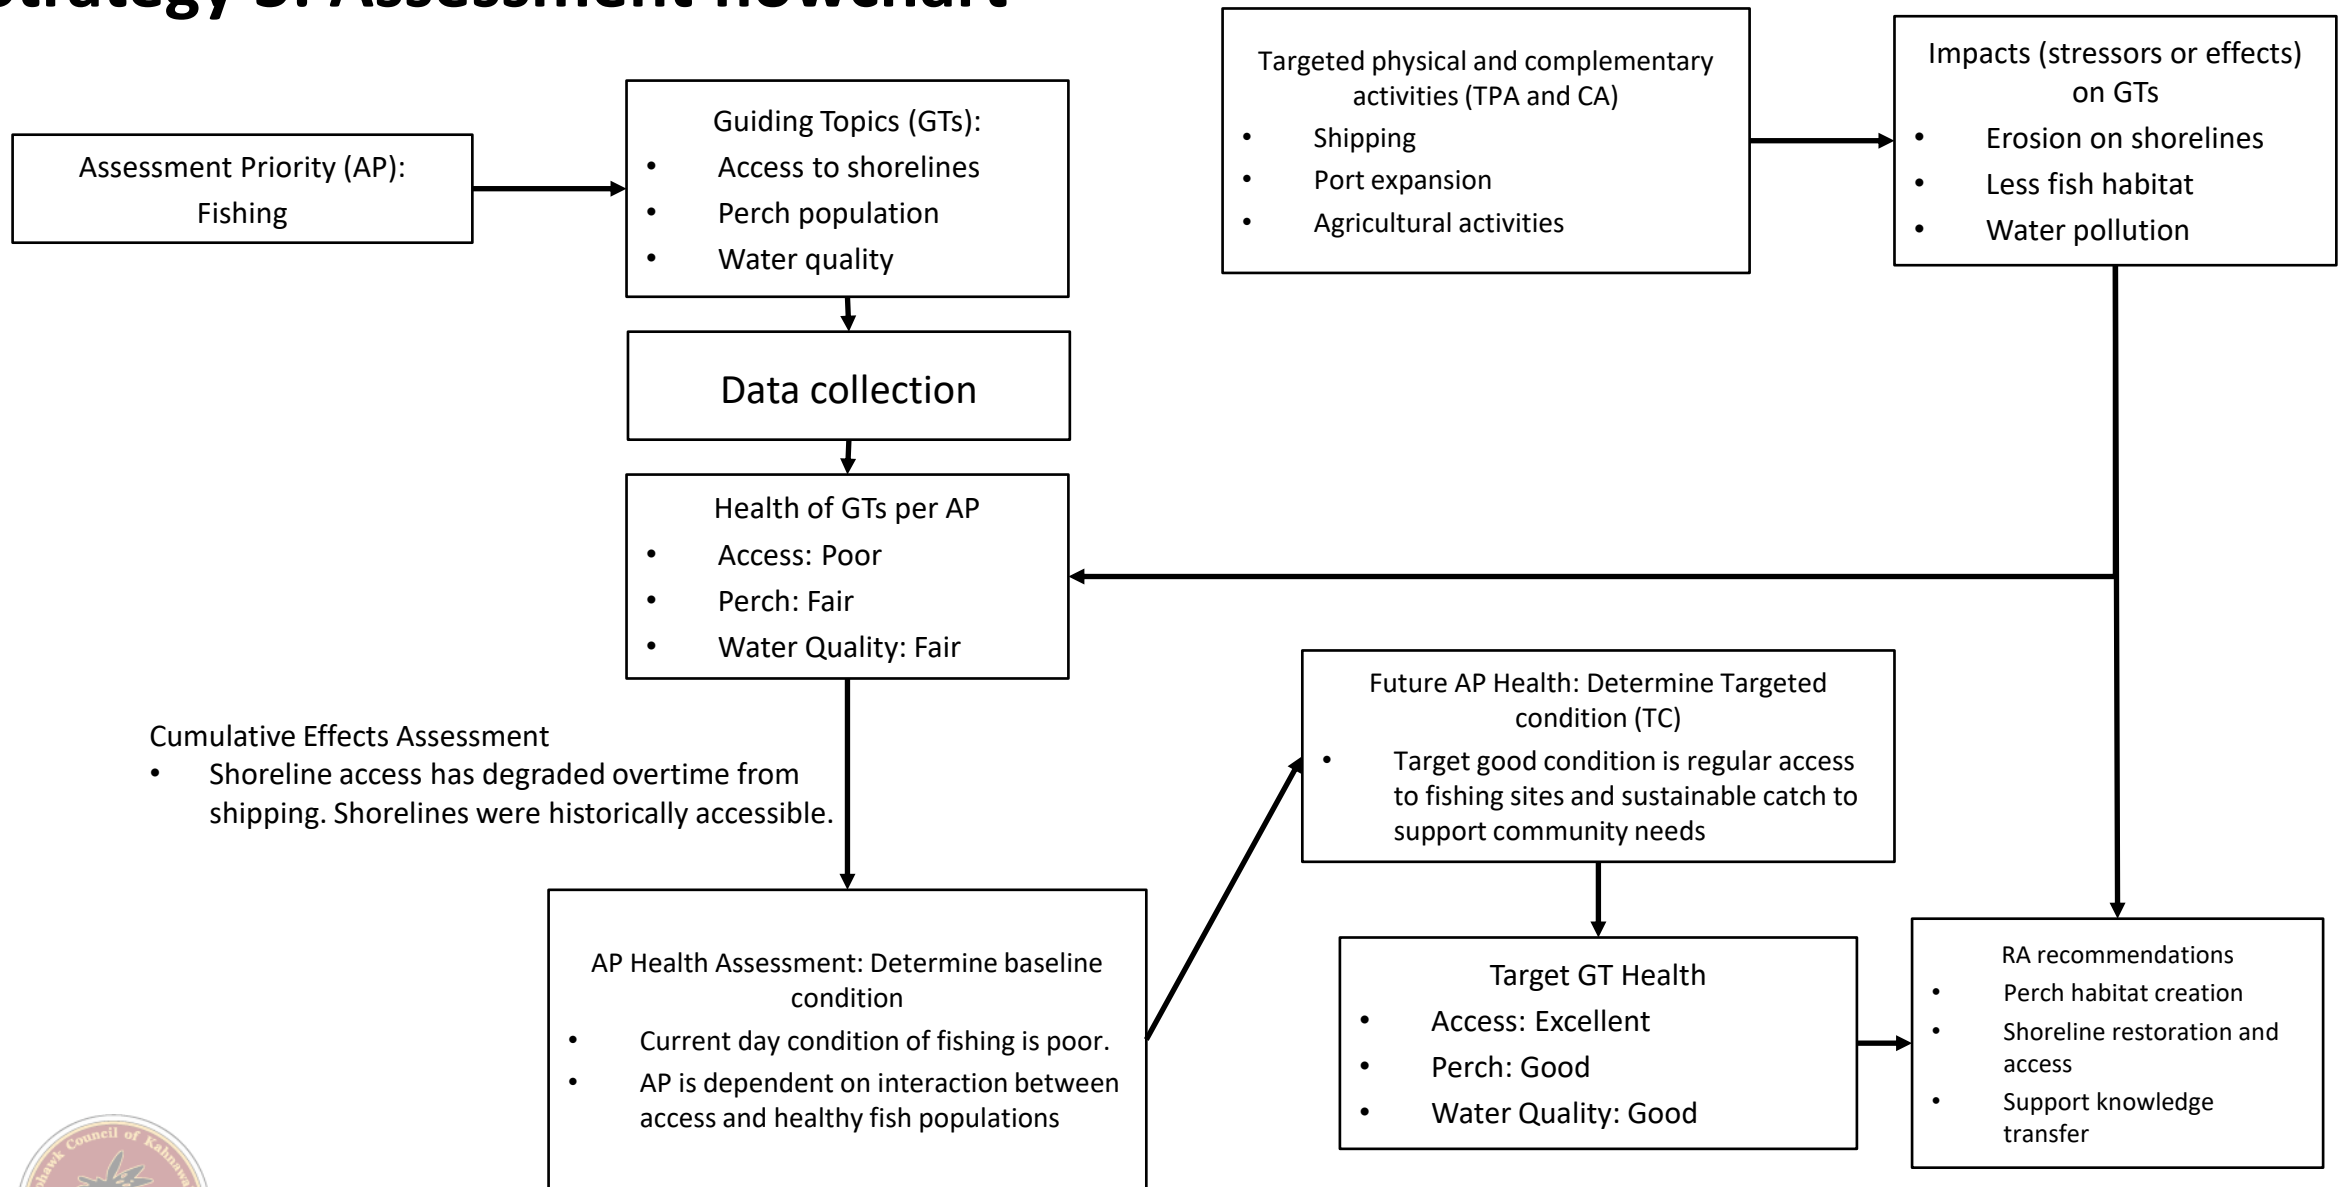 Strategy 3: Assessment flowchart
Assessment Priority (AP):
Fishing
Guiding Topics (GTs):
• Access to shorelines
• Perch population
• Water quality
Targeted physical and complementary
activities (TPA and CA)
• Shipping
• Port expansion
• Agricultural activities
Impacts (stressors or effects)
on GTs
• Erosion on shorelines
• Less fish habitat
• Water pollution
Data collection
Health of GTs per AP
• Access: Poor
• Perch: Fair
• Water Quality: Fair
Cumulative Effects Assessment
• Shoreline access has degraded overtime from
shipping. Shorelines were historically accessible.
AP Health Assessment: Determine baseline
condition
• Current day condition of fishing is poor.
• AP is dependent on interaction between
access and healthy fish populations
Future AP Health: Determine Targeted
condition (TC)
• Target good condition is regular access
to fishing sites and sustainable catch to
support community needs
Target GT Health
• Access: Excellent
• Perch: Good
• Water Quality: Good
RA recommendations
• Perch habitat creation
• Shoreline restoration and
access
• Support knowledge
transfer
Council of